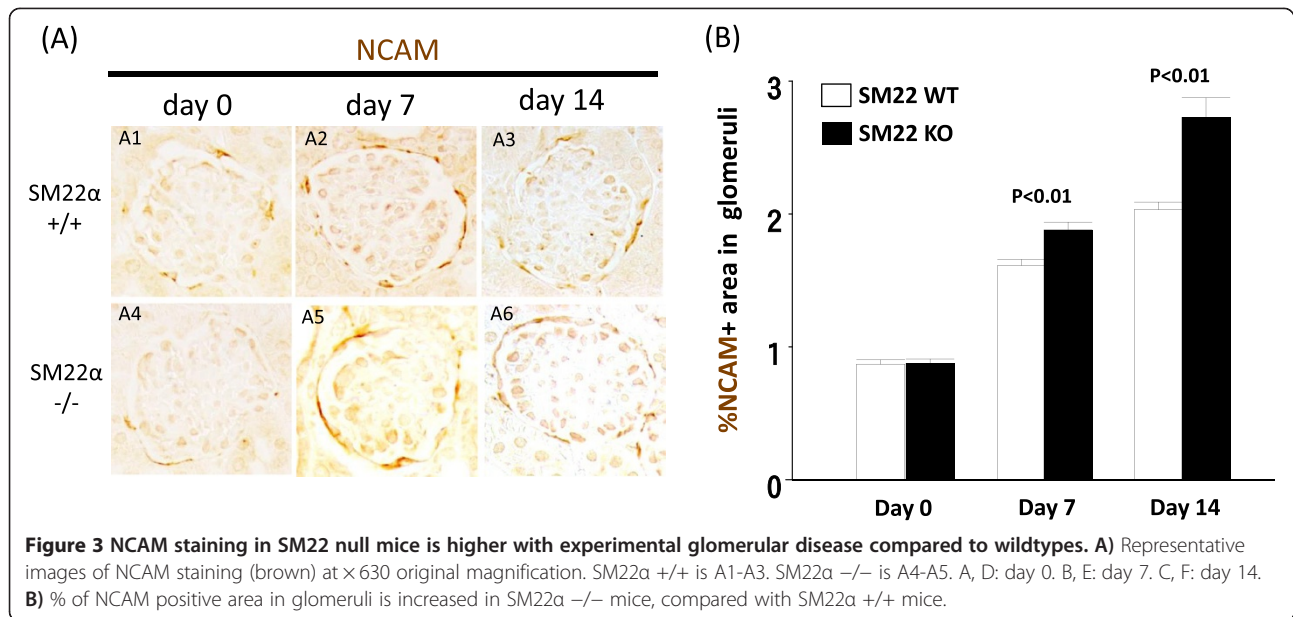 (A)
NCAM
day 0 day 7 day 14
SM22α
+/+
A1 A2 A3
SM22α
-/-
A4 A5 A6
(B)
%NCAM+ area in glomeruli
3
2
1
0
SM22 WT
SM22 KO
P<0.01
P<0.01
Day 0 Day 7 Day 14
Figure 3 NCAM staining in SM22 null mice is higher with experimental glomerular disease compared to wildtypes. A) Representative
images of NCAM staining (brown) at × 630 original magnification. SM22α +/+ is A1-A3. SM22α −/− is A4-A5. A, D: day 0. B, E: day 7. C, F: day 14.
B) % of NCAM positive area in glomeruli is increased in SM22α −/− mice, compared with SM22α +/+ mice.